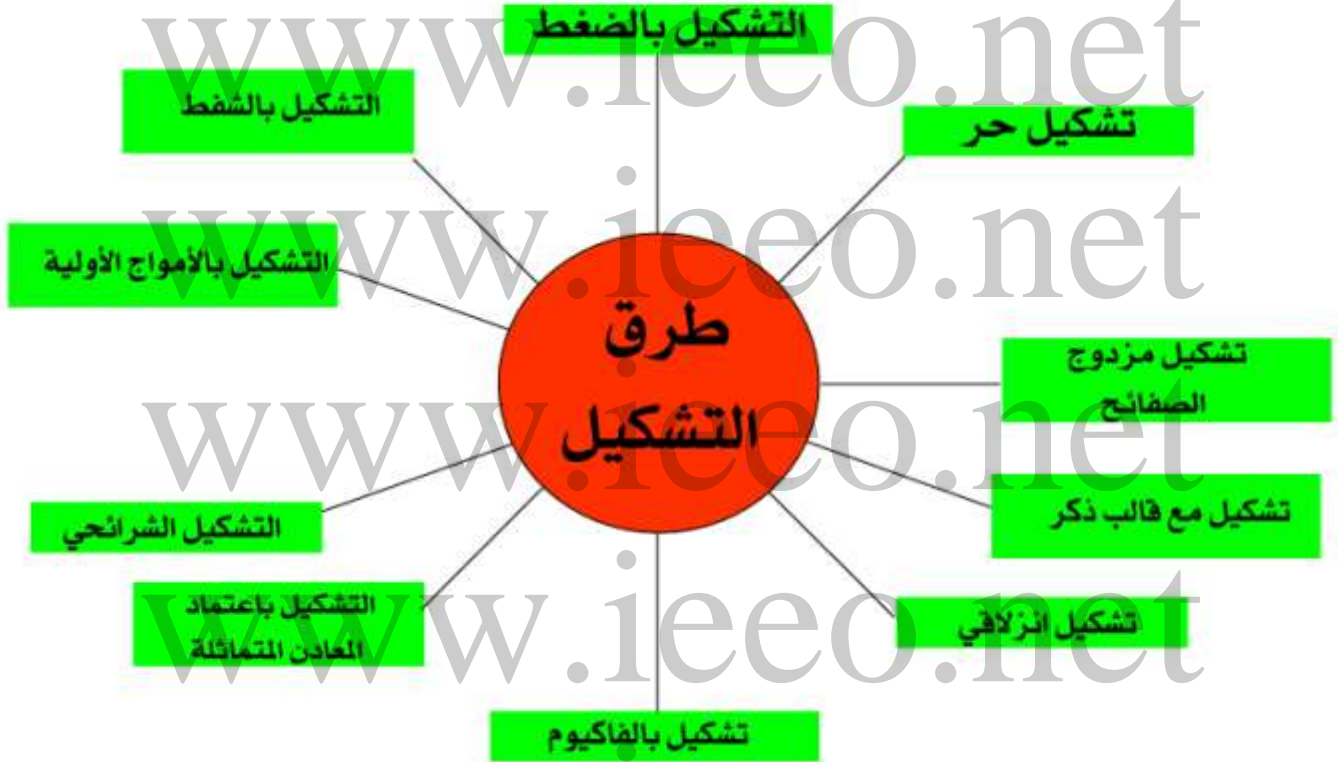 التشكيل بالضغط
التشكيل بالشفط
تشكيل حر
التشكيل بالأمواج الأولية
طرق
التشكيل
تشكيل مزدوج
الصفائح
تشكيل مع قالب ذكر
التشكيل الشرائحي
التشكيل باعتماد
المعادن المتماثلة
تشكيل انزلاقي
تشكيل بالفاكيوم
www.ieeo.net
www.ieeo.net
www.ieeo.net
www.ieeo.net